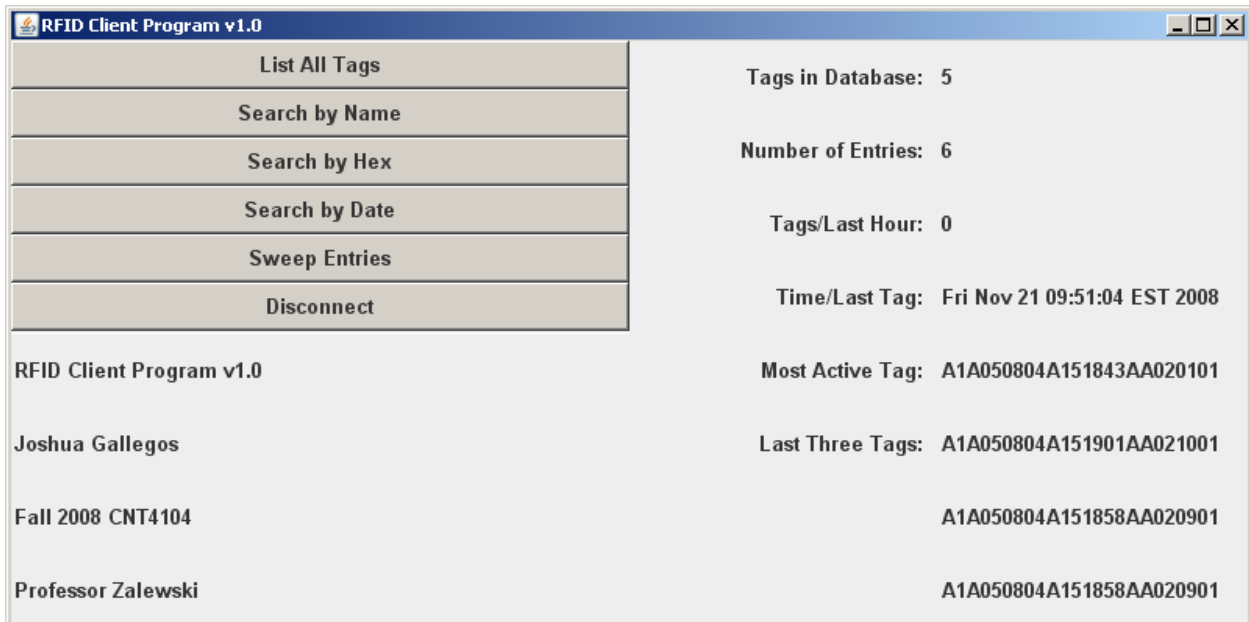 RFID Client Program v1.0
List All Tags
Search by Name
Search by Hex
Search by Date
Sweep Entries
Disconnect
RFID Client Program v1.0
Joshua Gallegos
Fall 2008 CNT4104
Professor Zalewski
Tags in Database: 5
Number of Entries: 6
Tags/Last Hour: 0
Time/Last Tag: Fri Nov 21 09:51:04 EST 2008
Most Active Tag: A1A050804A151843AA020101
Last Three Tags: A1A050804A151901AA021001
A1A050804A151858AA020901
A1A050804A151858AA020901